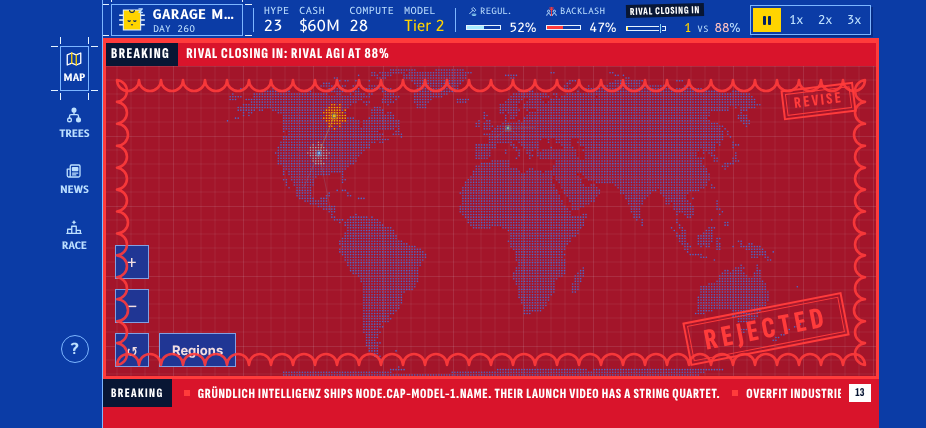 GARAGE M...
DAY 260
HYPE
23
CASH
$60M
COMPUTE
28
MODEL
Tier 2
REGUL.
52%
BACKLASH
47%
RIVAL CLOSING IN
1 VS 88%
1x
2x
3x
MAP
TREES
NEWS
RACE
?
BREAKING
RIVAL CLOSING IN: RIVAL AGI AT 88%
REVISE
+
−
↺
Regions
REJECTED
BREAKING
GRÜNDLICH INTELLIGENZ SHIPS NODE.CAP-MODEL-1.NAME. THEIR LAUNCH VIDEO HAS A STRING QUARTET.
OVERFIT INDUSTRIE
13